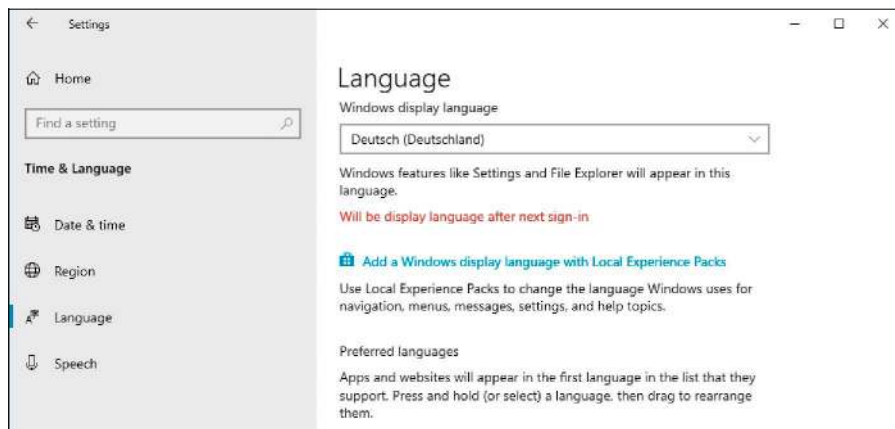 Settings
Home
Find a setting
Time & Language
Date & time
Region
Language
Speech
Language
Windows display language
Deutsch (Deutschland)
Windows features like Settings and File Explorer will appear in this
language.
Will be display language after next sign-in
Add a Windows display language with Local Experience Packs
Use Local Experience Packs to change the language Windows uses for
navigation, menus, messages, settings, and help topics.
Preferred languages
Apps and websites will appear in the first language in the list that they
support. Press and hold (or select) a language, then drag to rearrange
them.